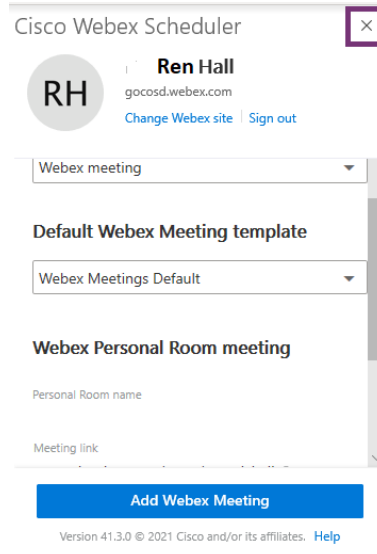 Cisco Webex Scheduler
RH
Ren Hall
gocosd.webex.com
Change Webex site | Sign out
Webex meeting
Default Webex Meeting template
Webex Meetings Default
Webex Personal Room meeting
Personal Room name
Meeting link
Add Webex Meeting
Version 41.3.0 © 2021 Cisco and/or its affiliates. Help